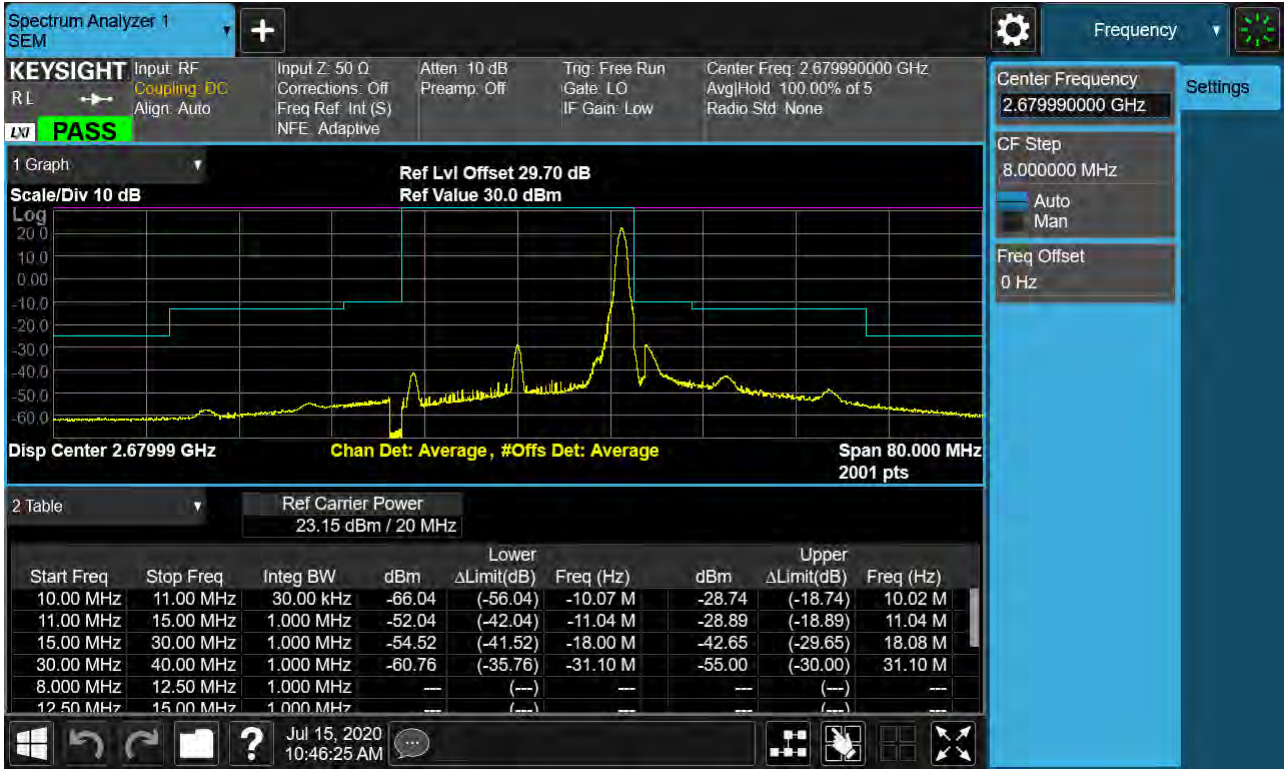 Spectrum Analyzer 1
SEM
Frequency
KEYSIGHT
Input: RF
Coupling: DC
Align: Auto
Input Z: 50 Ω
Corrections: Off
Freq Ref: Int (S)
NFE: Adaptive
Atten: 10 dB
Preamp: Off
Trig: Free Run
Gate: LO
IF Gain: Low
Center Freq: 2.679990000 GHz
Avg|Hold: 100.00% of 5
Radio Std: None
R L
LXI PASS
Center Frequency
2.679990000 GHz
Settings
CF Step
8.000000 MHz
Auto
Man
Freq Offset
0 Hz
1 Graph
Ref Lvl Offset 29.70 dB
Scale/Div 10 dB Ref Value 30.0 dBm
Log
20.0
10.0
0.00
-10.0
-20.0
-30.0
-40.0
-50.0
-60.0
Disp Center 2.67999 GHz Chan Det: Average , #Offs Det: Average Span 80.000 MHz
2001 pts
2 Table Ref Carrier Power
23.15 dBm / 20 MHz
Lower Upper
Start Freq Stop Freq Integ BW dBm ΔLimit(dB) Freq (Hz) dBm ΔLimit(dB) Freq (Hz)
10.00 MHz 11.00 MHz 30.00 kHz -66.04 (-56.04) -10.07 M -28.74 (-18.74) 10.02 M
11.00 MHz 15.00 MHz 1.000 MHz -52.04 (-42.04) -11.04 M -28.89 (-18.89) 11.04 M
15.00 MHz 30.00 MHz 1.000 MHz -54.52 (-41.52) -18.00 M -42.65 (-29.65) 18.08 M
30.00 MHz 40.00 MHz 1.000 MHz -60.76 (-35.76) -31.10 M -55.00 (-30.00) 31.10 M
8.000 MHz 12.50 MHz 1.000 MHz --- (---) --- --- (---) ---
12.50 MHz 15.00 MHz 1.000 MHz --- (---) --- --- (---) ---
Jul 15, 2020
10:46:25 AM